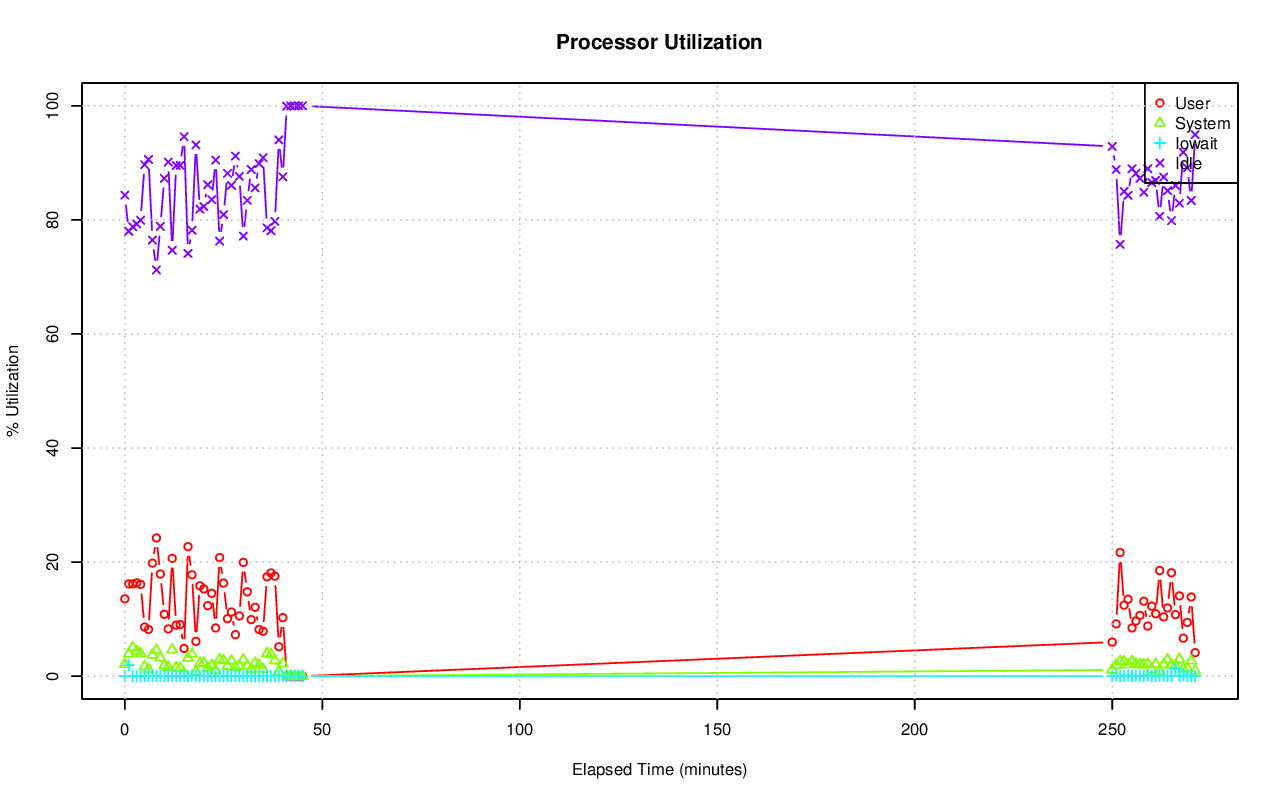 Processor Utilization
% Utilization
100
80
60
40
20
0
User
System
Iowait
Idle
0 50 100 150 200 250
Elapsed Time (minutes)